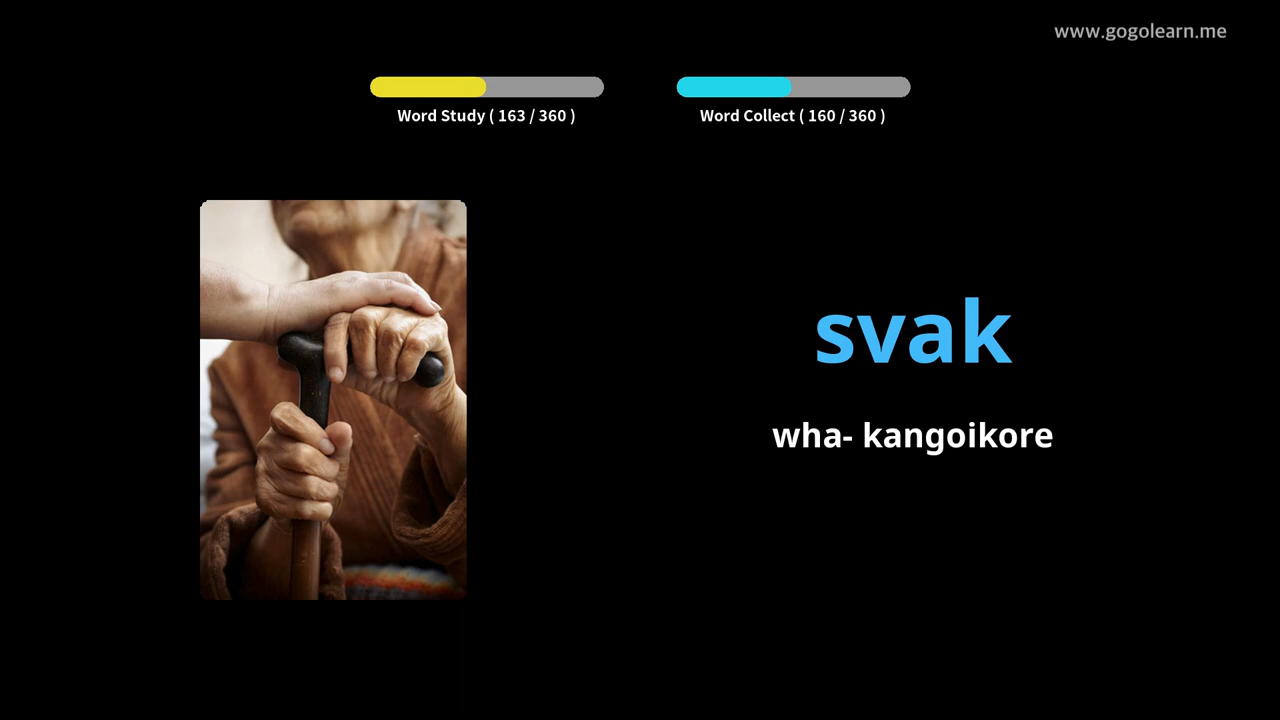 www.gogolearn.me
Word Study ( 163 / 360 )
Word Collect ( 160 / 360 )
svak
wha- kangoikore